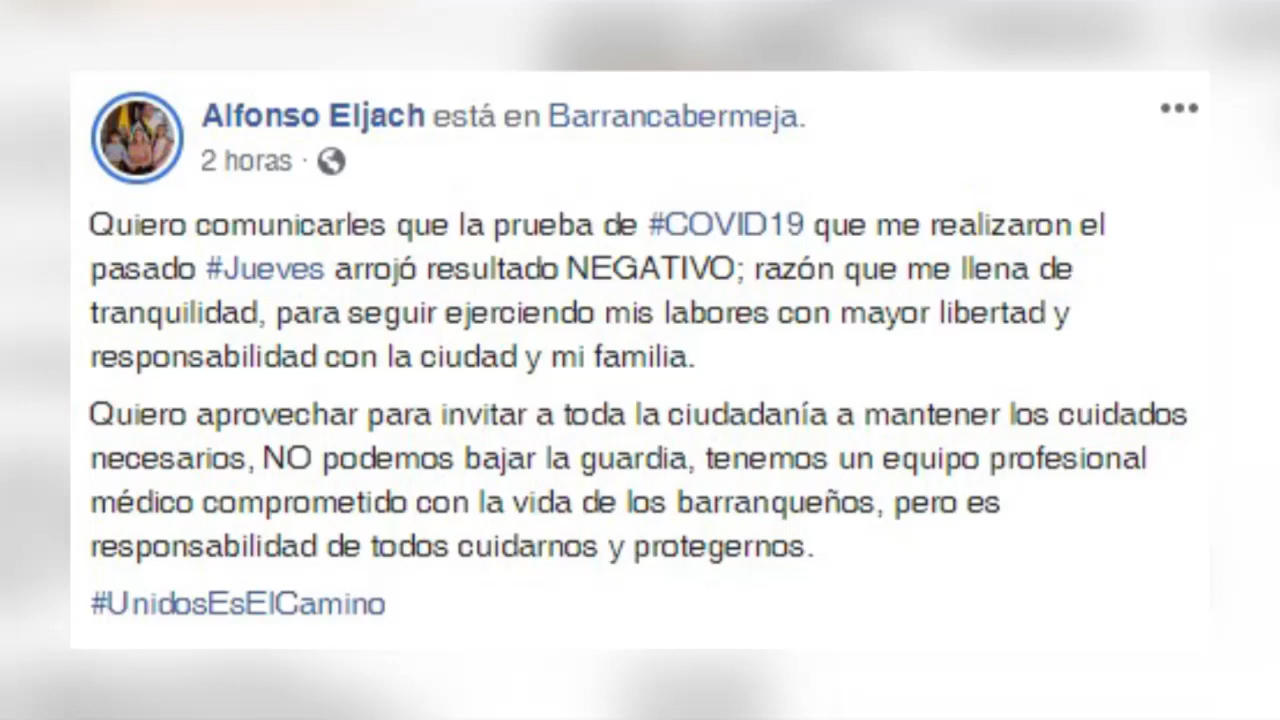 Alfonso Eljach está en Barrancabermeja.
2 horas ·
Quiero comunicarles que la prueba de #COVID19 que me realizaron el
pasado #Jueves arrojó resultado NEGATIVO; razón que me llena de
tranquilidad, para seguir ejerciendo mis labores con mayor libertad y
responsabilidad con la ciudad y mi familia.
Quiero aprovechar para invitar a toda la ciudadanía a mantener los cuidados
necesarios, NO podemos bajar la guardia, tenemos un equipo profesional
médico comprometido con la vida de los barranqueños, pero es
responsabilidad de todos cuidarnos y protegernos.
#UnidosEsElCamino